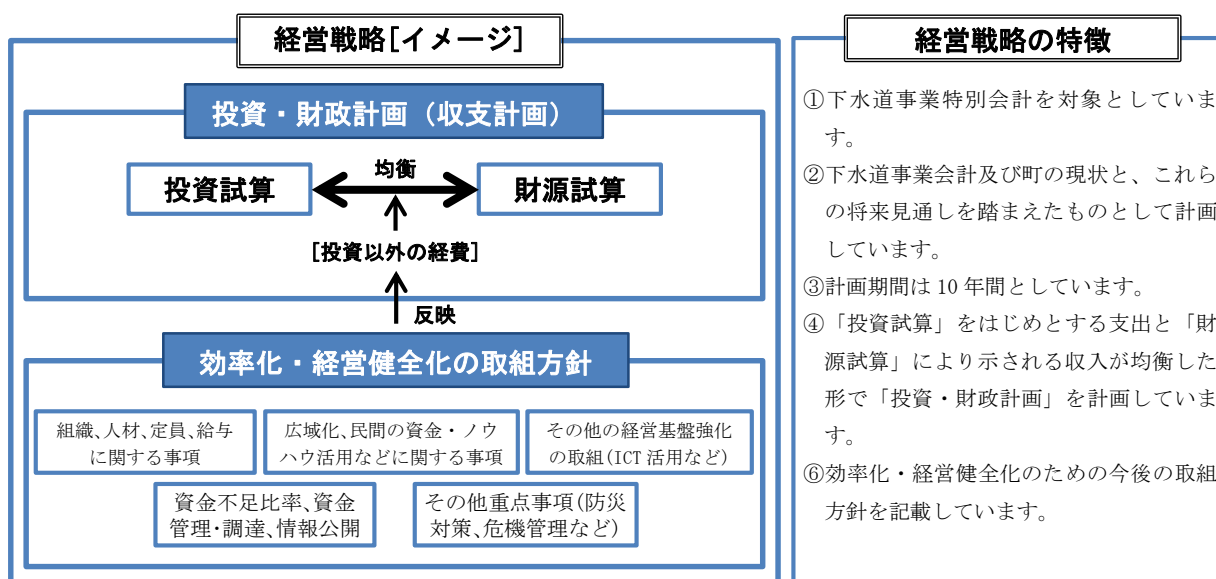 経営戦略[イメージ]
投資・財政計画（収支計画）
投資試算
均衡
財源試算
[投資以外の経費]
反映
効率化・経営健全化の取組方針
組織、人材、定員、給与
に関する事項
広域化、民間の資金・ノウ
ハウ活用などに関する事項
その他の経営基盤強化
の取組(ICT活用など)
資金不足比率、資金
管理・調達、情報公開
その他重点事項(防災
対策、危機管理など)
経営戦略の特徴
①下水道事業特別会計を対象としていま
す。
②下水道事業会計及び町の現状と、これら
の将来見通しを踏まえたものとして計画
しています。
③計画期間は10年間としています。
④「投資試算」をはじめとする支出と「財
源試算」により示される収入が均衡した
形で「投資・財政計画」を計画していま
す。
⑥効率化・経営健全化のための今後の取組
方針を記載しています。